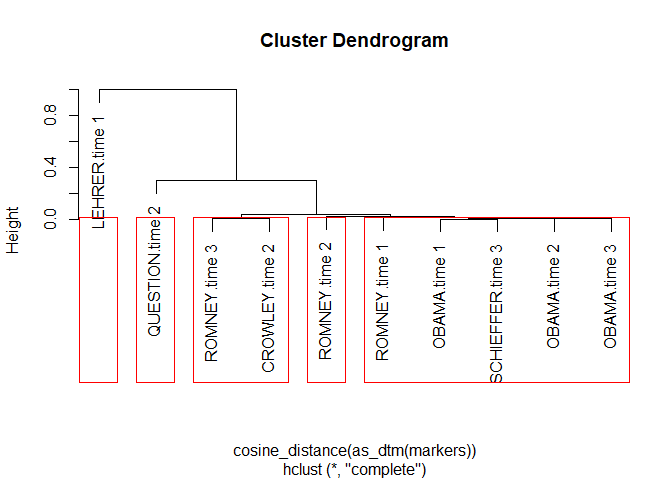 Cluster Dendrogram
Height
0.0
0.4
0.8
LEHRER.time 1
QUESTION.time 2
ROMNEY.time 3
CROWLEY.time 2
ROMNEY.time 2
ROMNEY.time 1
OBAMA.time 1
SCHIEFFER.time 3
OBAMA.time 2
OBAMA.time 3
cosine_distance(as_dtm(markers))
hclust (*, "complete")